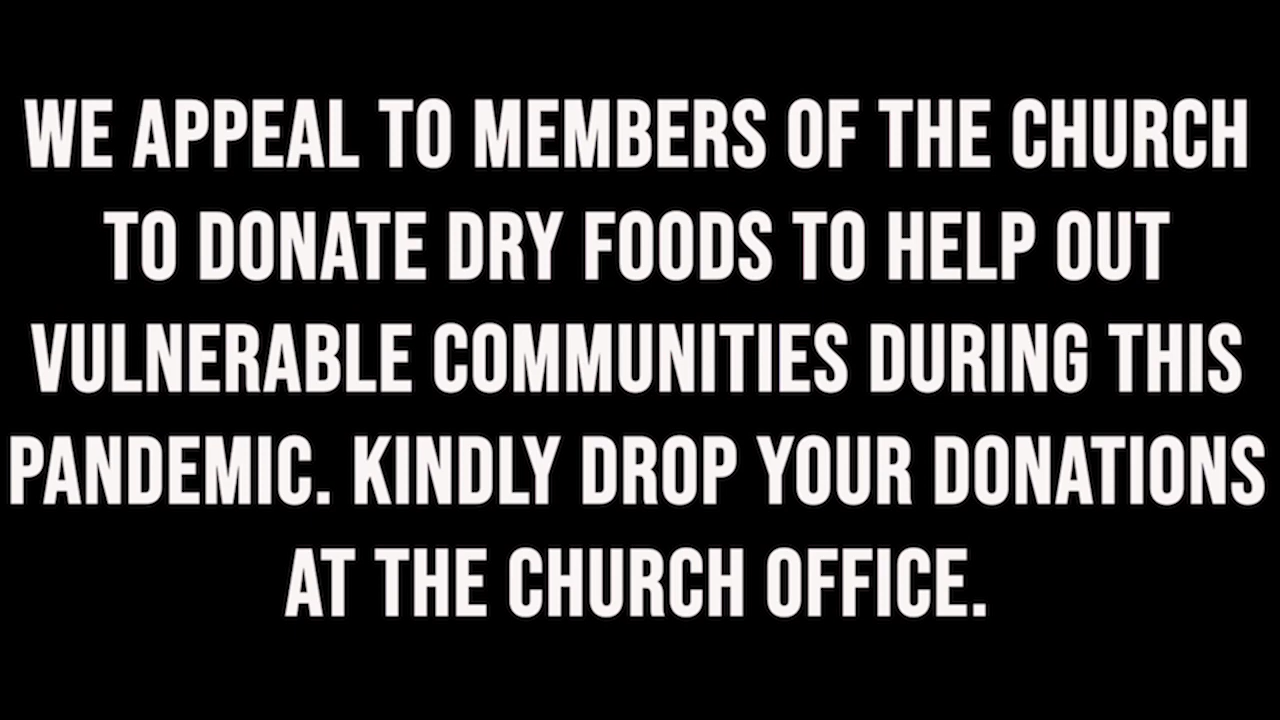 WE APPEAL TO MEMBERS OF THE CHURCH
TO DONATE DRY FOODS TO HELP OUT
VULNERABLE COMMUNITIES DURING THIS
PANDEMIC. KINDLY DROP YOUR DONATIONS
AT THE CHURCH OFFICE.